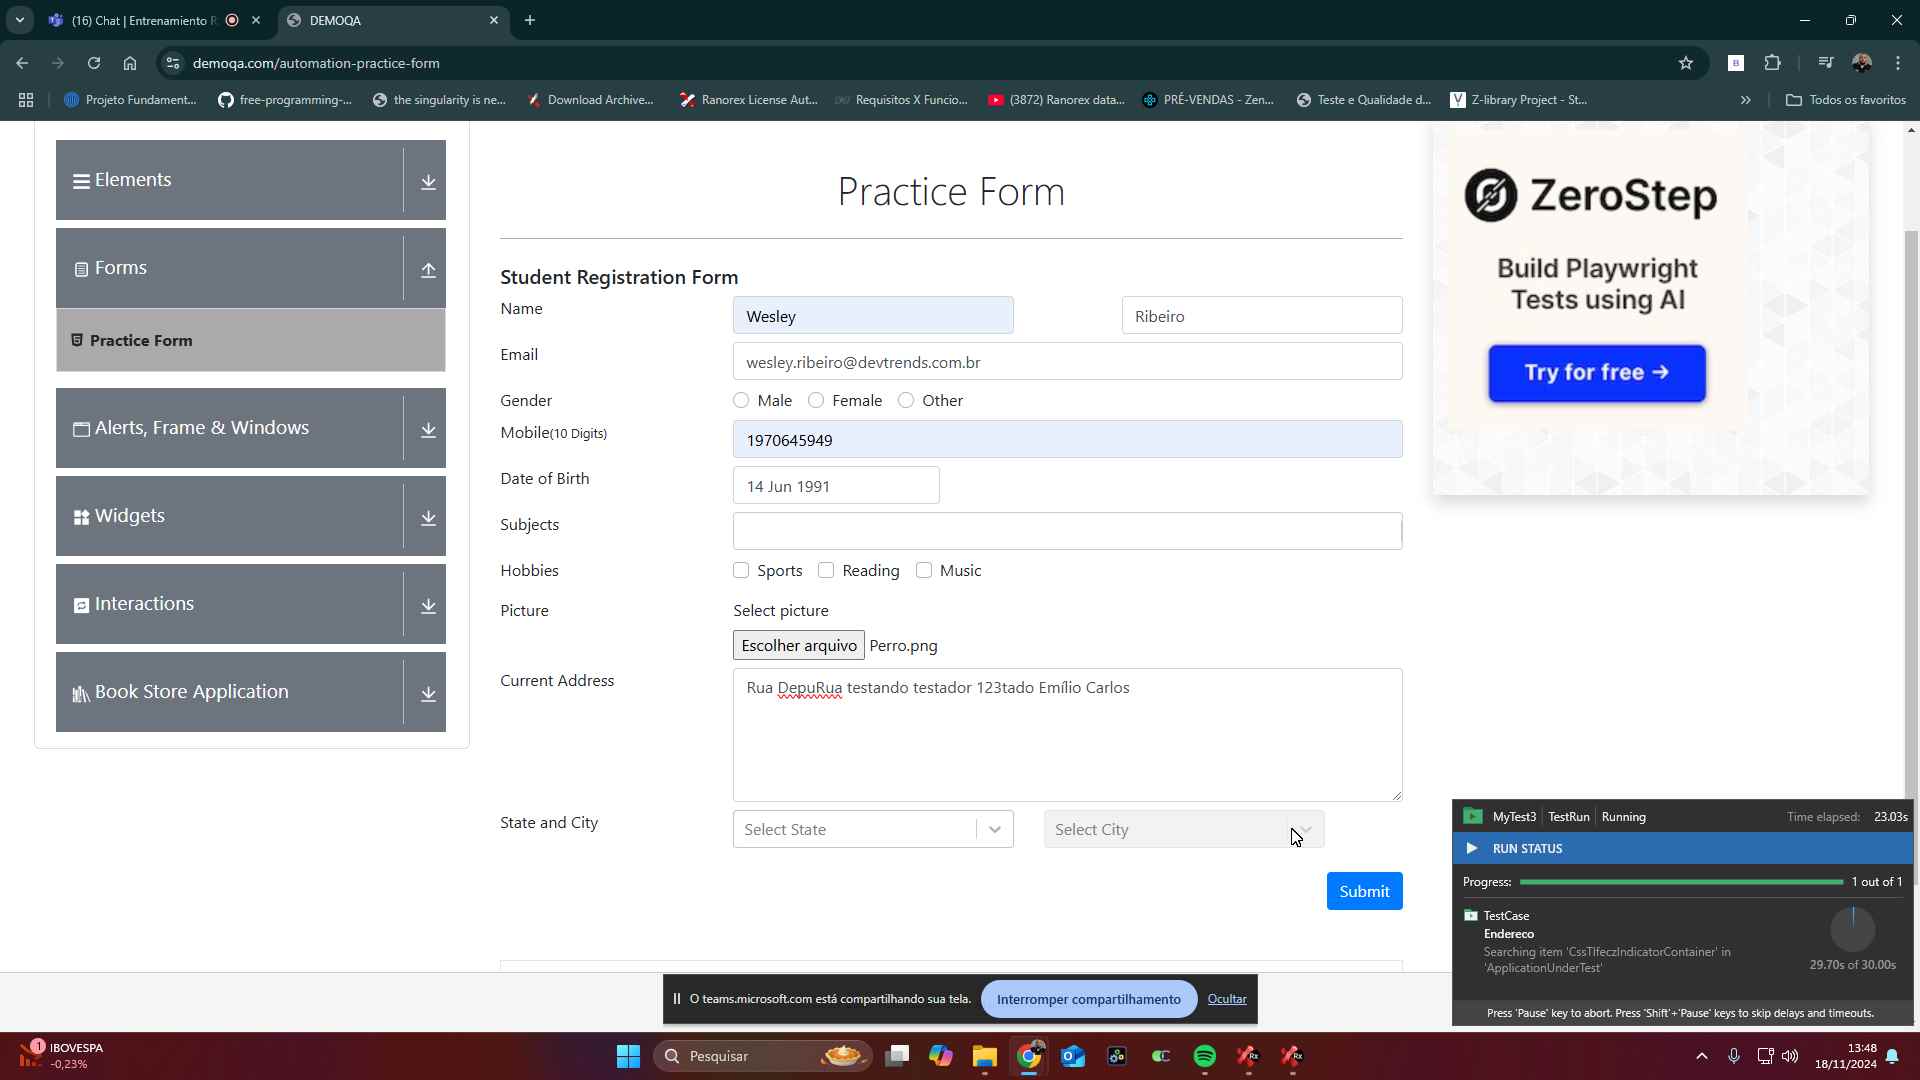 (16) Chat | Entrenamiento R
DEMOQA
demoqa.com/automation-practice-form
Projeto Fundament...
free-programming-...
the singularity is ne...
Download Archive...
Ranorex License Aut...
Requisitos X Funcio...
(3872) Ranorex data...
PRÉ-VENDAS - Zen...
Teste e Qualidade d...
Z-library Project - St...
Todos os favoritos
Elements
Forms
Practice Form
Alerts, Frame & Windows
Widgets
Interactions
Book Store Application
Practice Form
Student Registration Form
Name
Wesley
Ribeiro
Email
wesley.ribeiro@devtrends.com.br
Gender
Male
Female
Other
Mobile(10 Digits)
1970645949
Date of Birth
14 Jun 1991
Subjects
Hobbies
Sports
Reading
Music
Picture
Select picture
Escolher arquivo
Perro.png
Current Address
Rua DepuRua testando testador 123tado Emílio Carlos
State and City
Select State
Select City
Submit
ZeroStep
Build Playwright
Tests using AI
Try for free →
MyTest3
TestRun
Running
Time elapsed: 23.03s
RUN STATUS
Progress:
1 out of 1
TestCase
Endereco
Searching item 'CssTlfeczIndicatorContainer' in
'ApplicationUnderTest'
29.70s of 30.00s
Press 'Pause' key to abort. Press 'Shift'+'Pause' keys to skip delays and timeouts.
O teams.microsoft.com está compartilhando sua tela.
Interromper compartilhamento
Ocultar
1
IBOVESPA
-0,23%
Pesquisar
13:48
18/11/2024